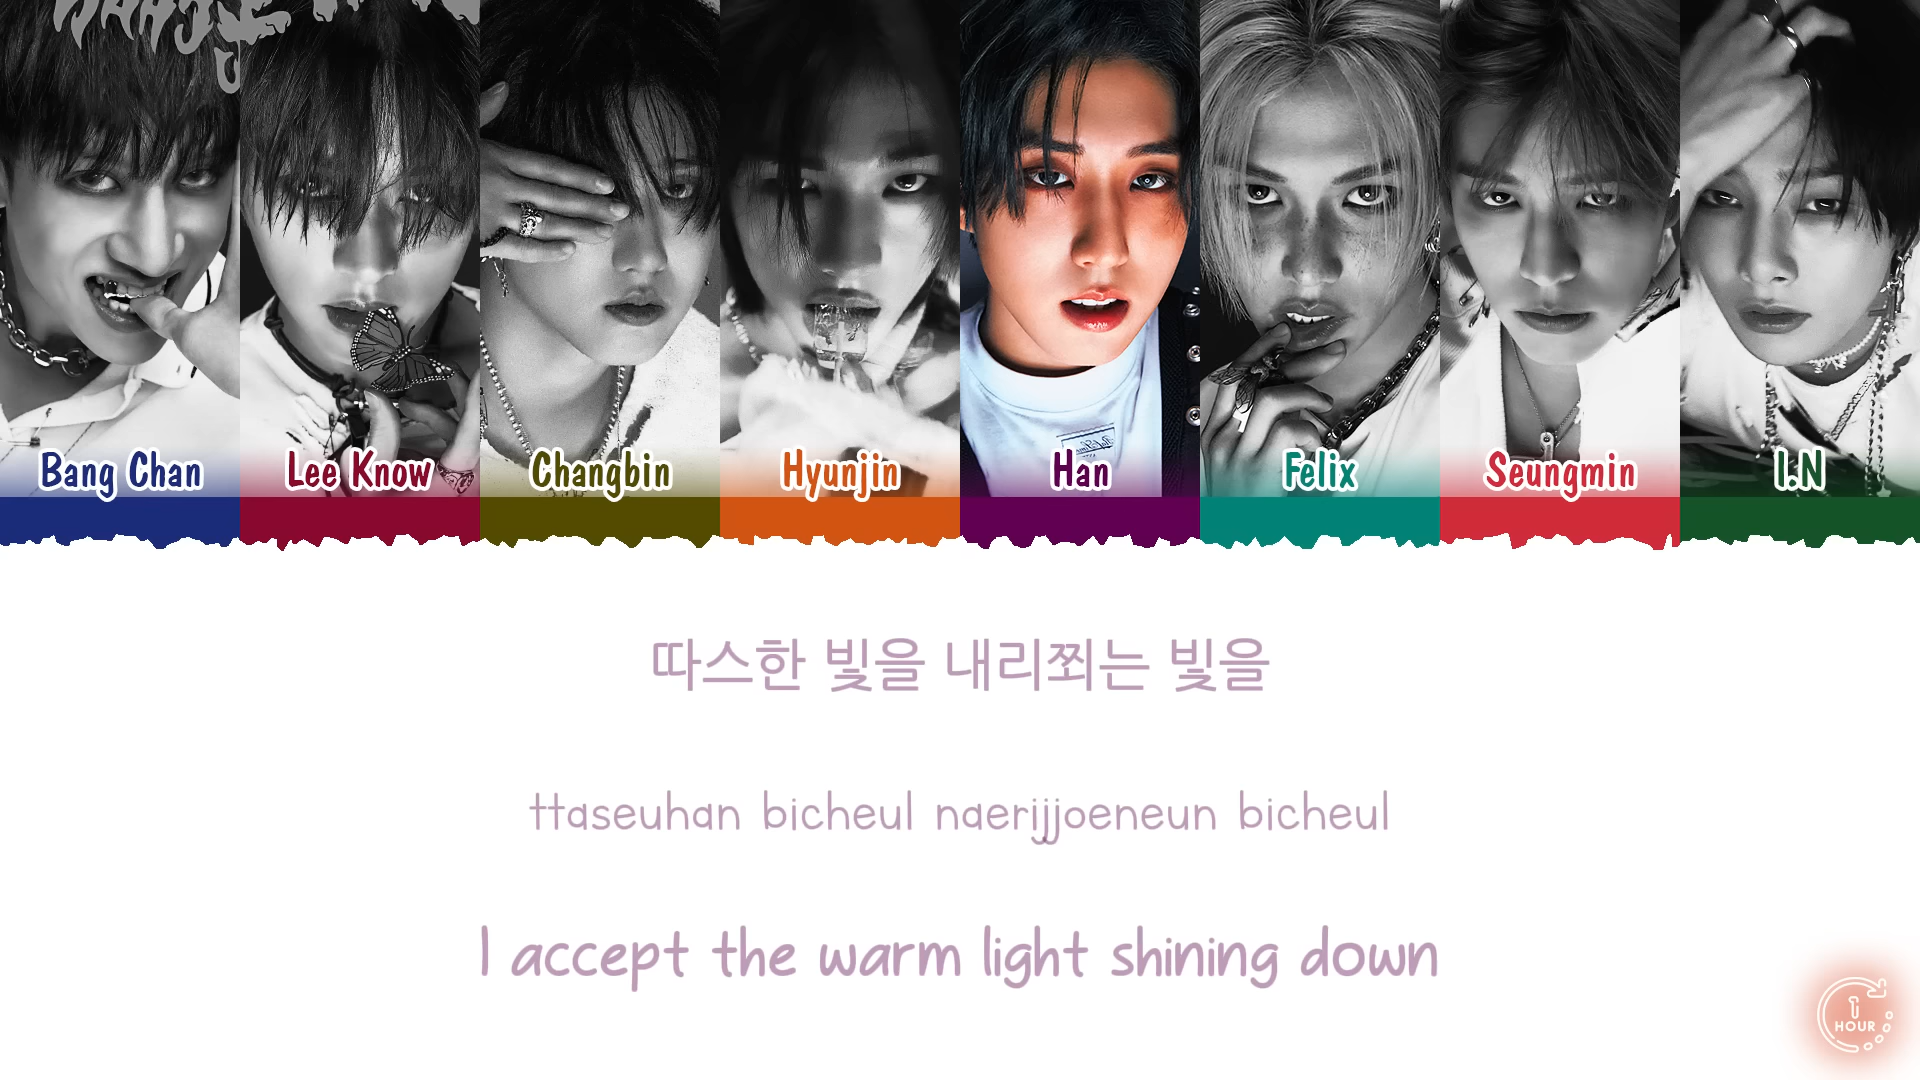 Bang Chan
Lee Know
Changbin
Hyunjin
Han
Felix
Seungmin
I.N
따스한 빛을 내리쬐는 빛을
ttaseuhan bicheul naerijjoeneun bicheul
I accept the warm light shining down
1
HOUR